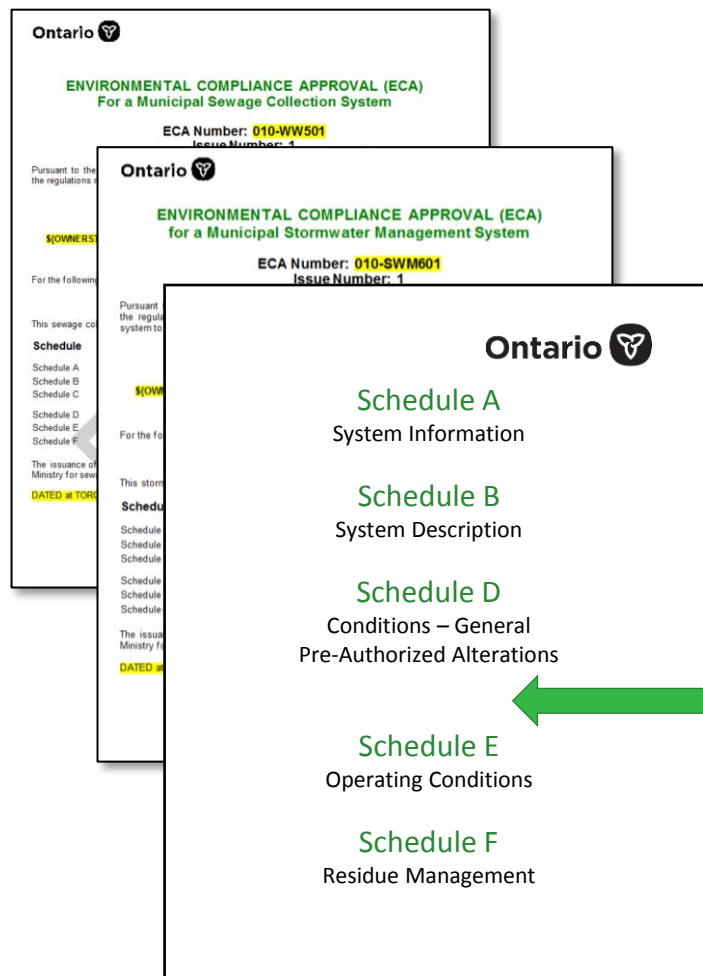 Ontario
ENVIRONMENTAL COMPLIANCE APPROVAL (ECA)
For a Municipal Sewage Collection System
ECA Number: 010-WW501
Issue Number: 1
Pursuant to the
the regulations
$(OWNERST
For the following
This sewage col
Schedule
Schedule A
Schedule B
Schedule C
Schedule D
Schedule E
Schedule F
The issuance of
Ministry for sew
DATED at TORO
Ontario
ENVIRONMENTAL COMPLIANCE APPROVAL (ECA)
for a Municipal Stormwater Management System
ECA Number: 010-SWM601
Issue Number: 1
Pursuant
the regula
system to
$(OWN
For the fo
This storm
Schedu
Schedule
Schedule
Schedule
Schedule
Schedule
Schedule
The issua
Ministry fo
DATED at
Ontario
Schedule A
System Information
Schedule B
System Description
Schedule D
Conditions – General
Pre-Authorized Alterations
Schedule E
Operating Conditions
Schedule F
Residue Management